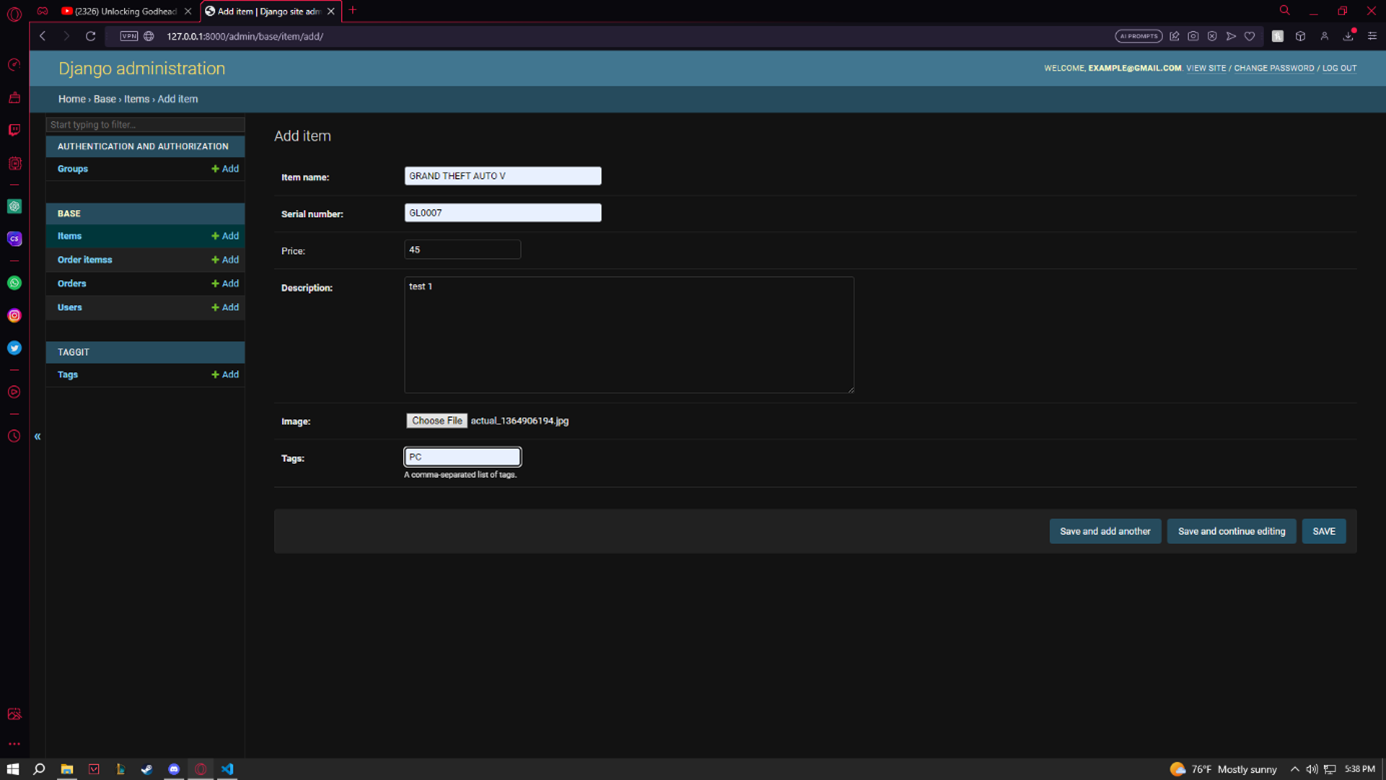 (2326) Unlocking Godhead
Add item | Django site adm
VPN
127.0.0.1:8000/admin/base/item/add/
AI PROMPTS
Django administration
WELCOME, EXAMPLE@GMAIL.COM. VIEW SITE / CHANGE PASSWORD / LOG OUT
Home › Base › Items › Add item
Start typing to filter...
AUTHENTICATION AND AUTHORIZATION
Groups + Add
BASE
Items + Add
Order itemss + Add
Orders + Add
Users + Add
TAGGIT
Tags + Add
«
Add item
Item name: GRAND THEFT AUTO V
Serial number: GL0007
Price: 45
Description: test 1
Image: Choose File actual_1364906194.jpg
Tags: PC
A comma-separated list of tags.
Save and add another Save and continue editing SAVE
CS
76°F Mostly sunny 5:38 PM